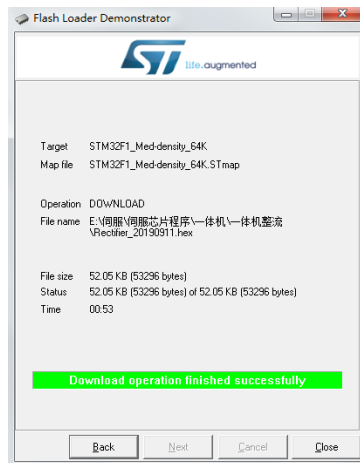 Flash Loader Demonstrator
ST
life.augmented
Target STM32F1_Med-density_64K
Map file STM32F1_Med-density_64K.STmap
Operation DOWNLOAD
File name E:\伺服\伺服芯片程序\一体机\一体机整流
\Rectifier_20190911.hex
File size 52.05 KB (53296 bytes)
Status 52.05 KB (53296 bytes) of 52.05 KB (53296 bytes)
Time 00:53
Download operation finished successfully
Back Next Cancel Close